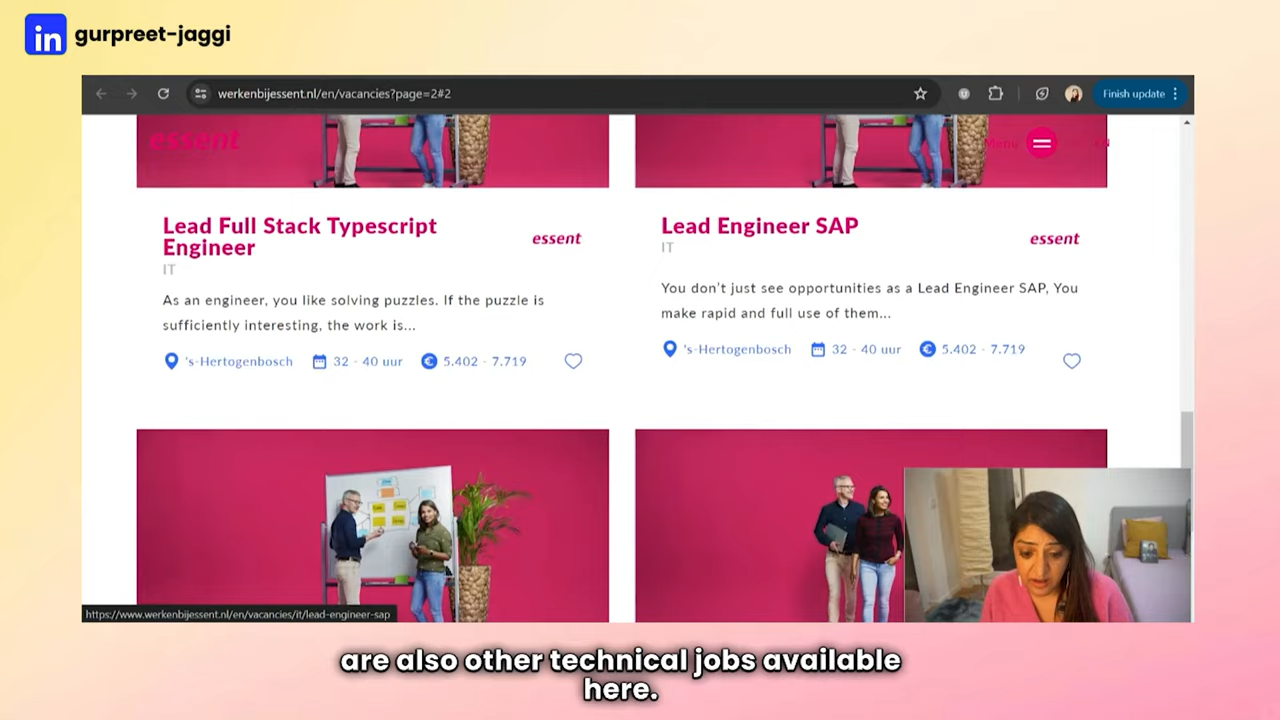 in gurpreet-jaggi
werkenbijessent.nl/en/vacancies?page=2#2
Finish update
essent
Menu
EN
Lead Full Stack Typescript
Engineer
essent
IT
As an engineer, you like solving puzzles. If the puzzle is
sufficiently interesting, the work is...
's-Hertogenbosch 32 - 40 uur 5.402 - 7.719
Lead Engineer SAP
essent
IT
You don't just see opportunities as a Lead Engineer SAP, You
make rapid and full use of them...
's-Hertogenbosch 32 - 40 uur € 5.402 - 7.719
https://www.werkenbijessent.nl/en/vacancies/it/lead-engineer-sap
are also other technical jobs available
here.